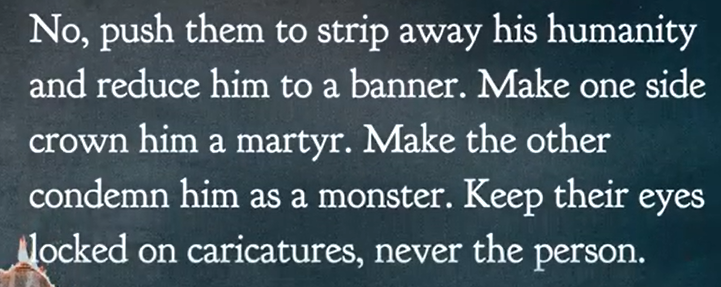 No, push them to strip away his humanity
and reduce him to a banner. Make one side
crown him a martyr. Make the other
condemn him as a monster. Keep their eyes
locked on caricatures, never the person.